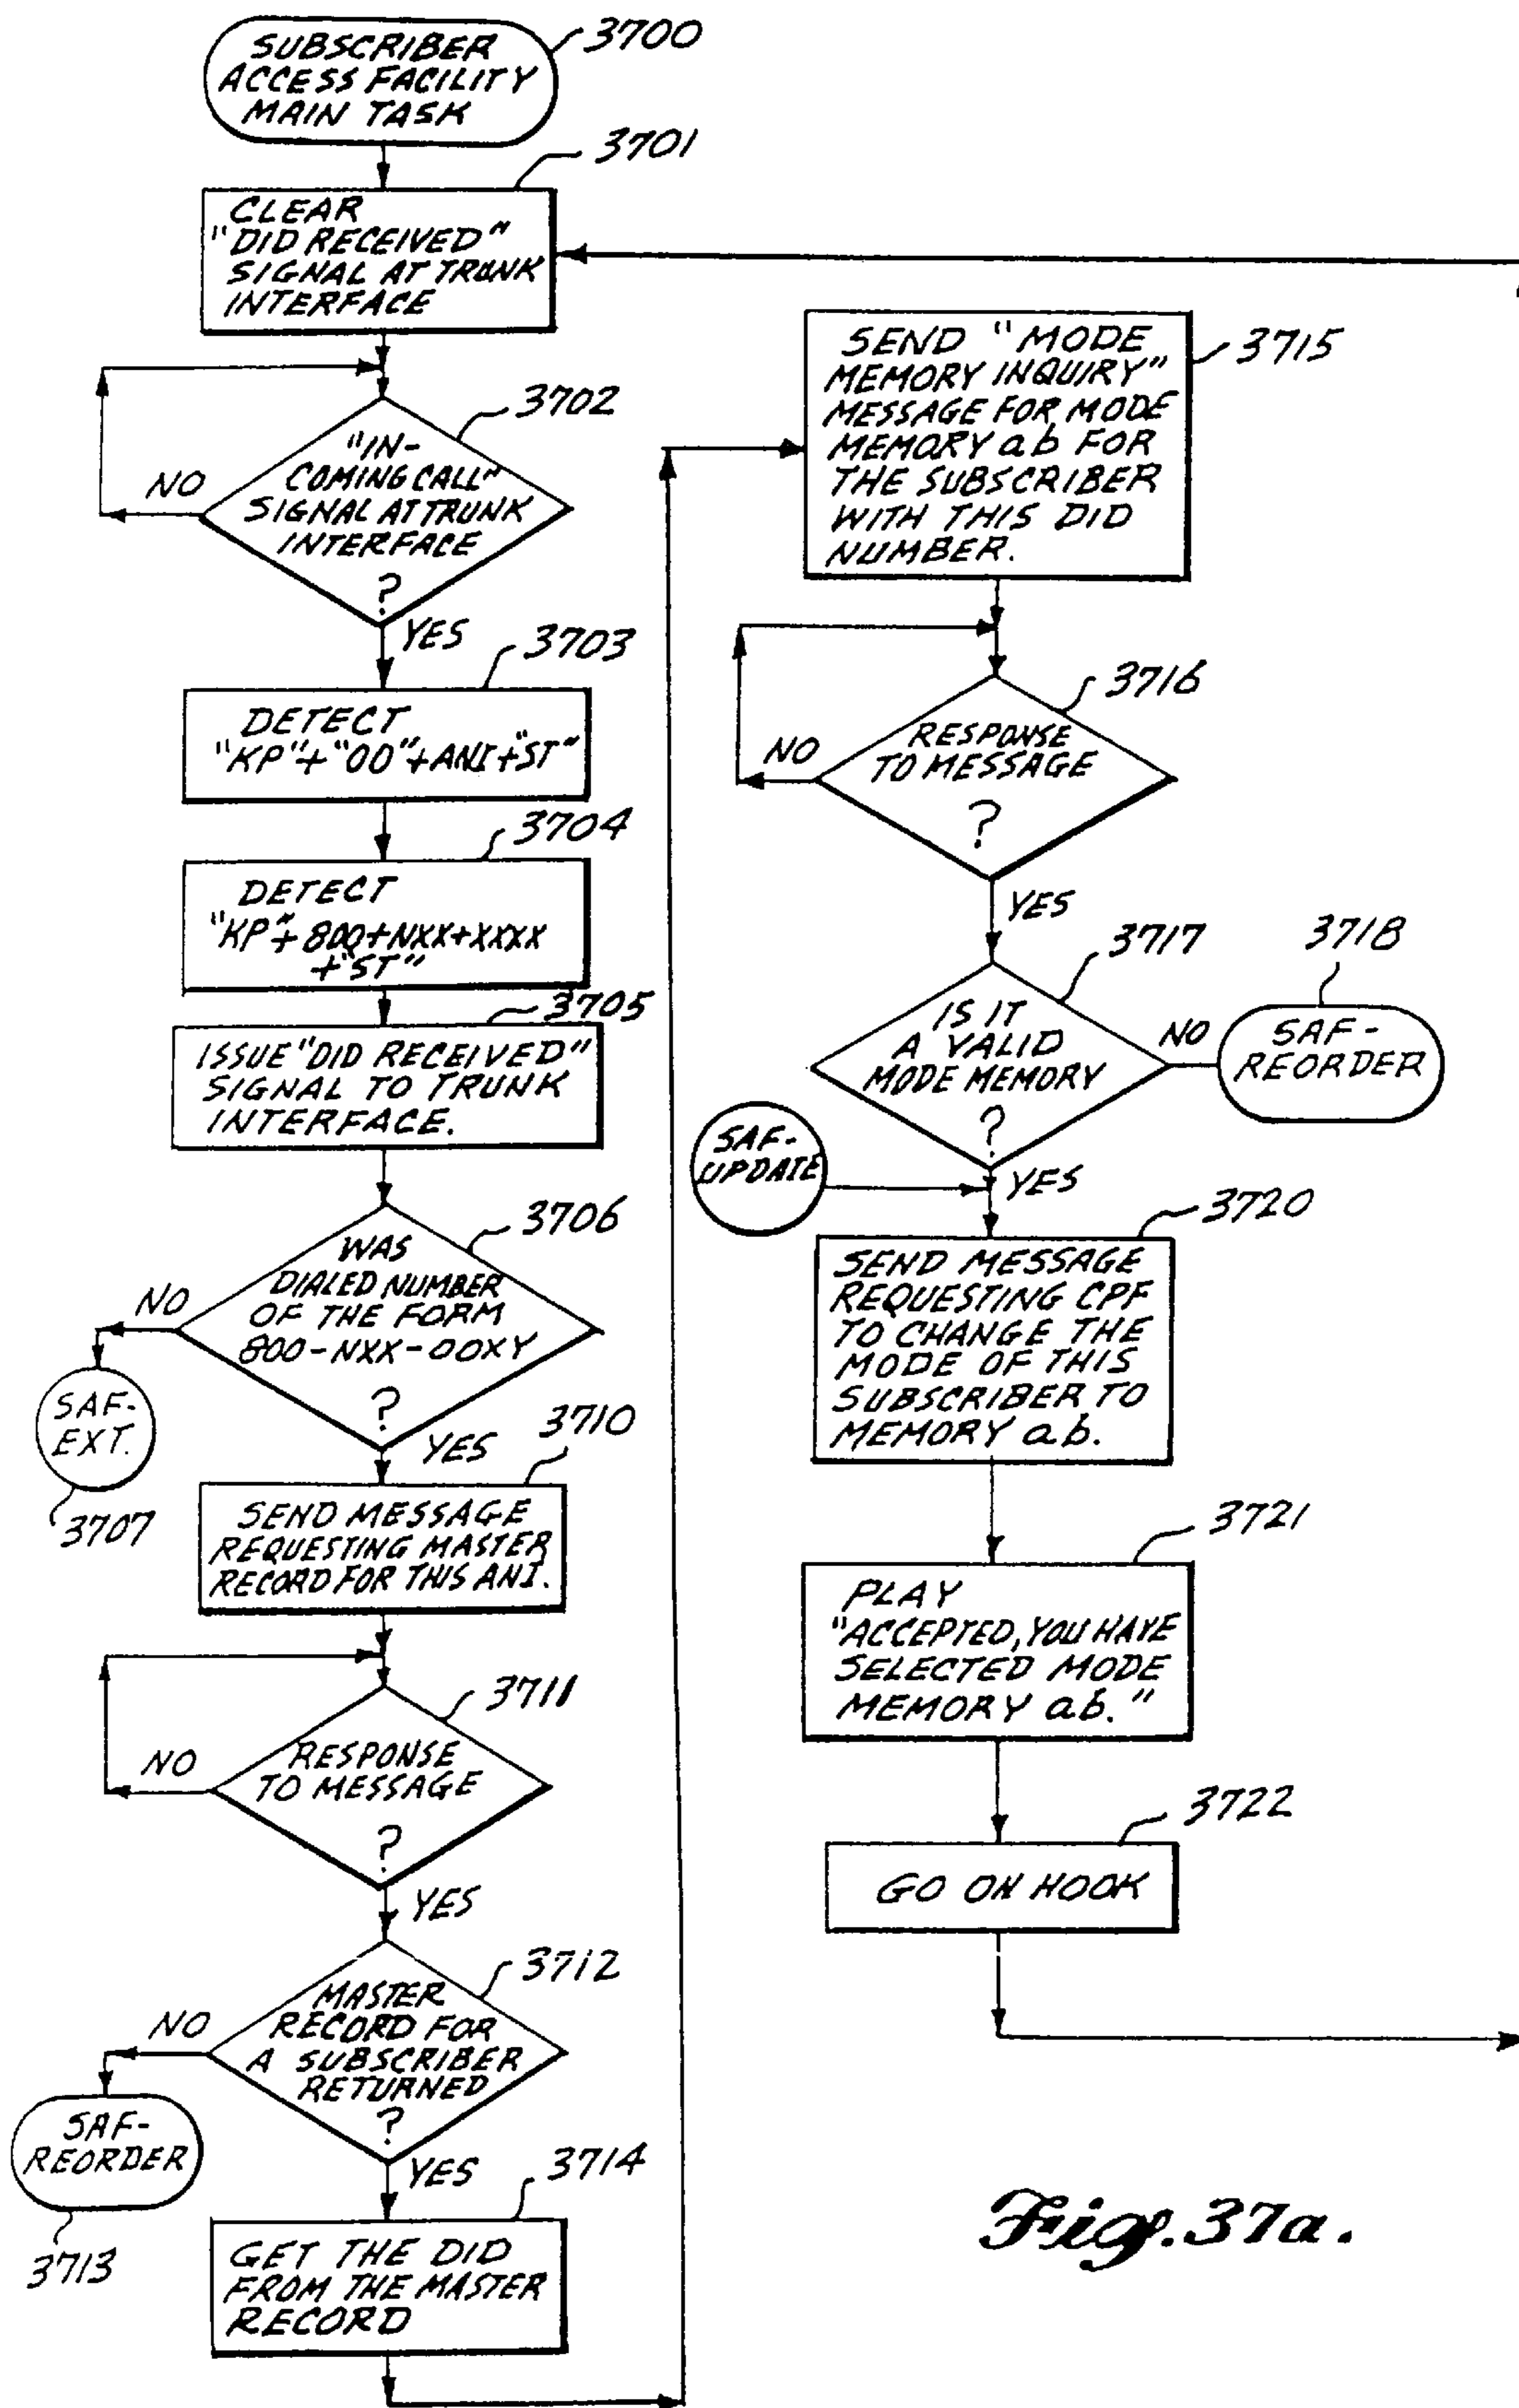 SUBSCRIBER
ACCESS FACILITY
MAIN TASK
3700
3701
CLEAR
"DID RECEIVED"
SIGNAL AT TRUNK
INTERFACE
3702
"IN-
COMING CALL"
SIGNAL AT TRUNK
INTERFACE
?
NO
YES
3703
DETECT
"KP"+"00"+ANI+"ST"
3704
DETECT
"KP"+800+NXX+XXXX
+"ST"
3705
ISSUE "DID RECEIVED"
SIGNAL TO TRUNK
INTERFACE.
3706
WAS
DIALED NUMBER
OF THE FORM
800-NXX-00XY
?
NO
SAF-
EXT.
3707
YES
3710
SEND MESSAGE
REQUESTING MASTER
RECORD FOR THIS ANI.
3711
RESPONSE
TO MESSAGE
?
NO
YES
3712
MASTER
RECORD FOR
A SUBSCRIBER
RETURNED
?
NO
SAF-
REORDER
3713
YES
3714
GET THE DID
FROM THE MASTER
RECORD
3715
SEND "MODE
MEMORY INQUIRY"
MESSAGE FOR MODE
MEMORY ab FOR
THE SUBSCRIBER
WITH THIS DID
NUMBER.
3716
RESPONSE
TO MESSAGE
?
NO
YES
3717
IS IT
A VALID
MODE MEMORY
?
NO
3718
SAF-
REORDER
SAF-
UPDATE
YES
3720
SEND MESSAGE
REQUESTING CPF
TO CHANGE THE
MODE OF THIS
SUBSCRIBER TO
MEMORY ab.
3721
PLAY
"ACCEPTED, YOU HAVE
SELECTED MODE
MEMORY ab."
3722
GO ON HOOK
Fig. 37a.